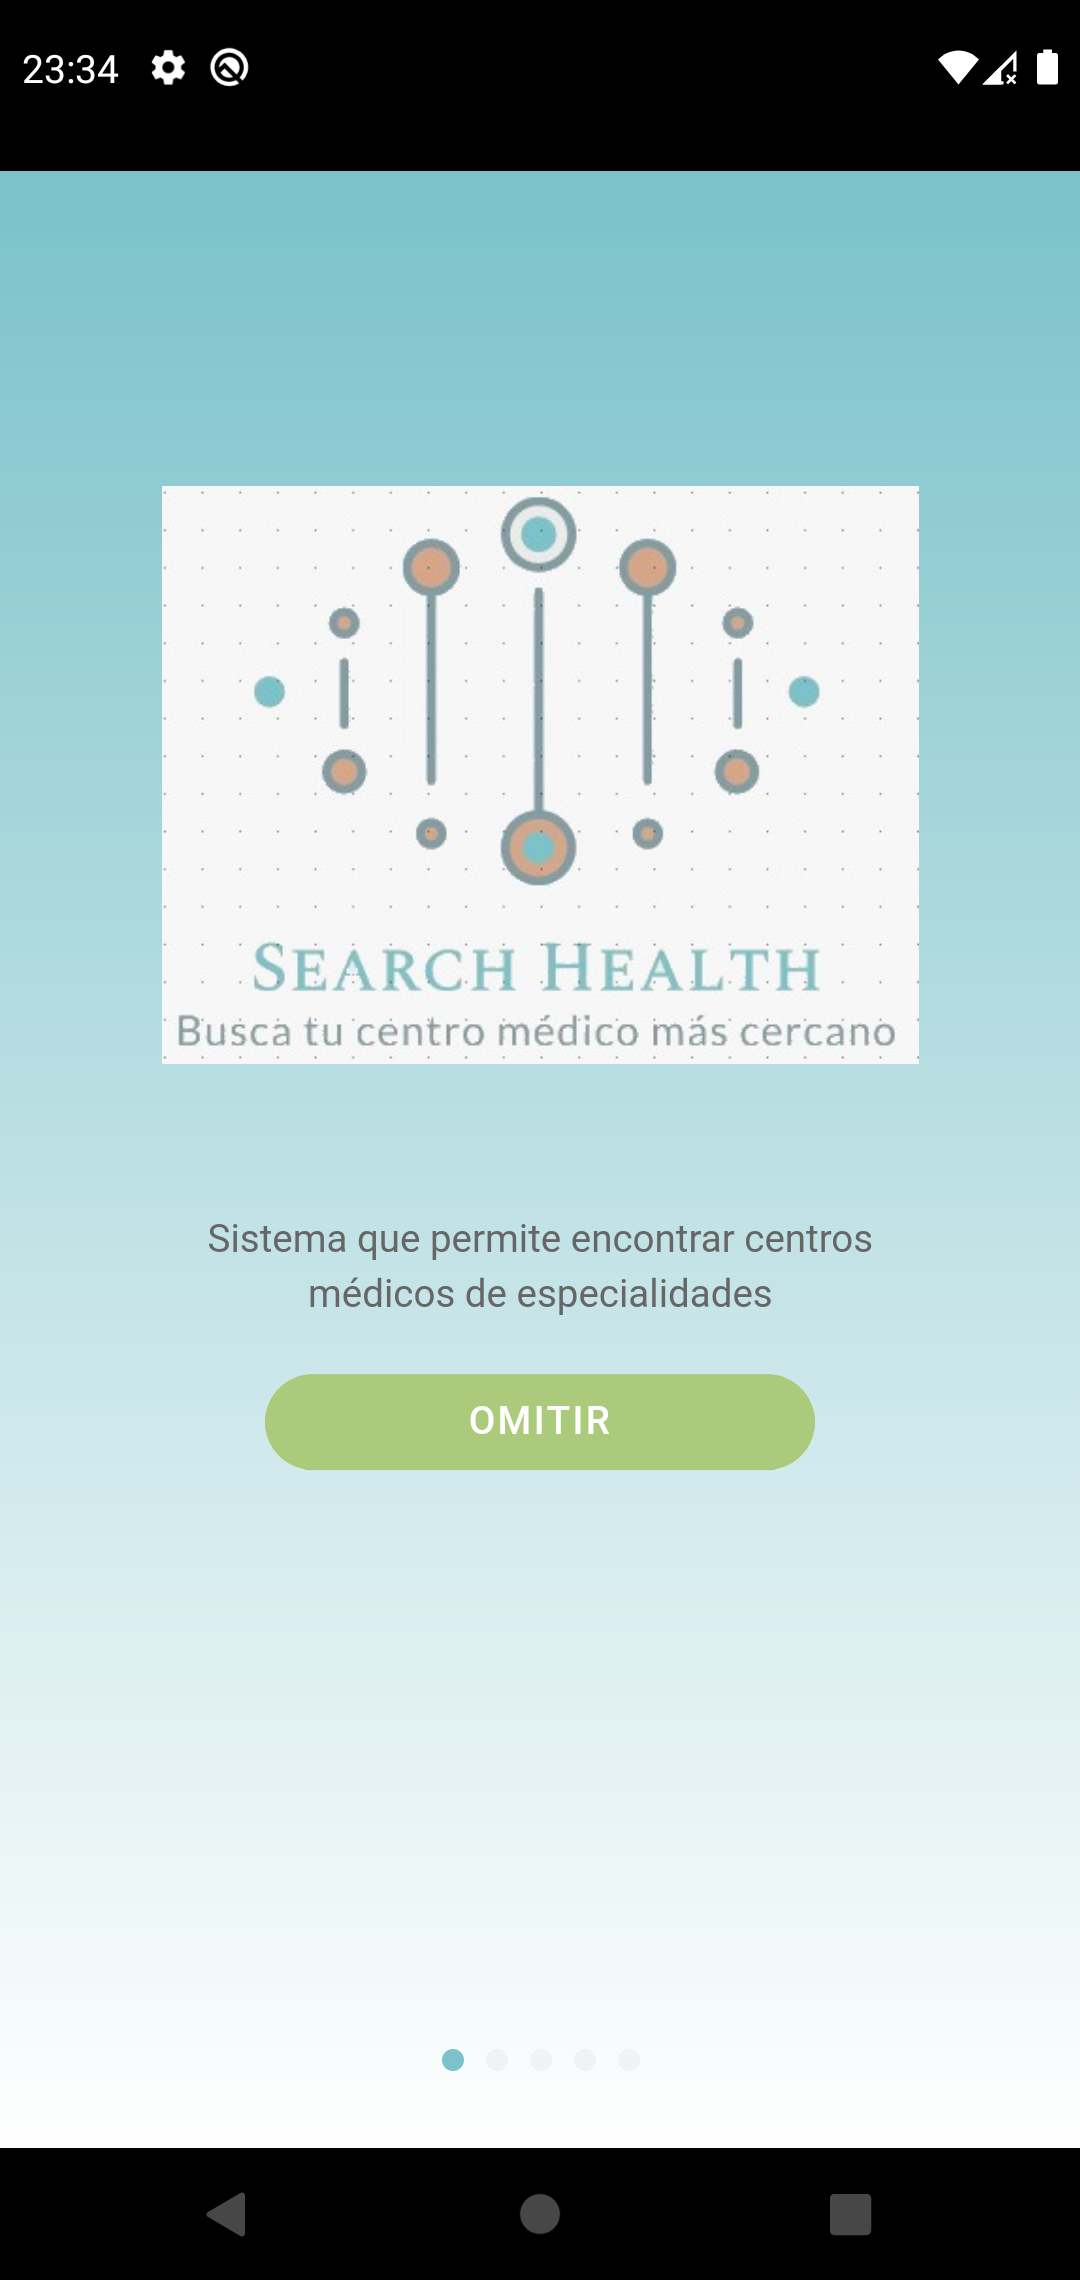 23:34
SEARCH HEALTH
Busca tu centro médico más cercano
Sistema que permite encontrar centros
médicos de especialidades
OMITIR